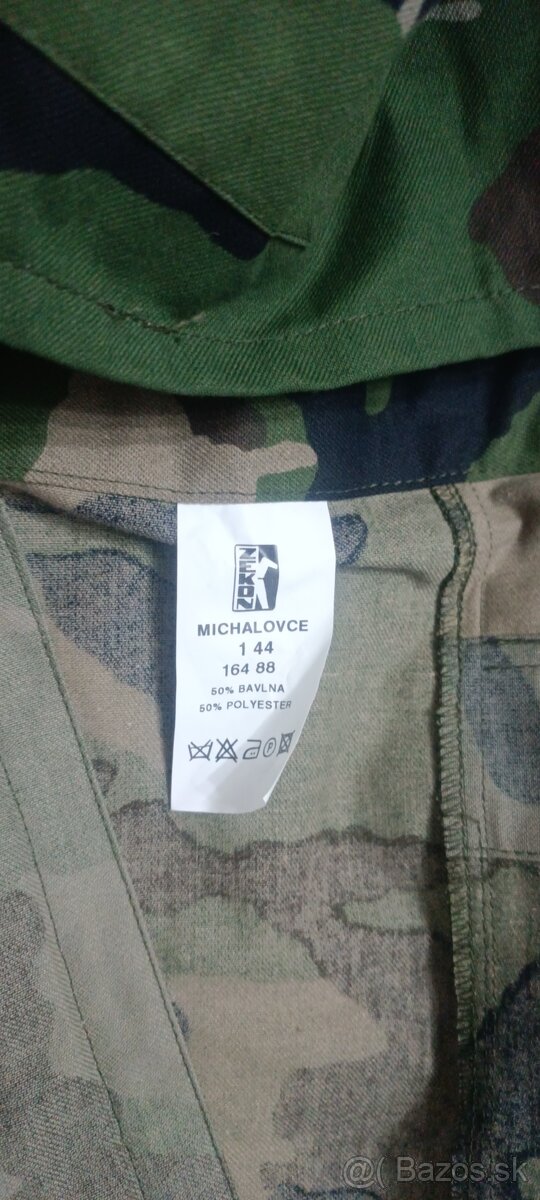 ZEKON
MICHALOVCE
1 44
164 88
50% BAVLNA
50% POLYESTER
P
@( Bazos.sk